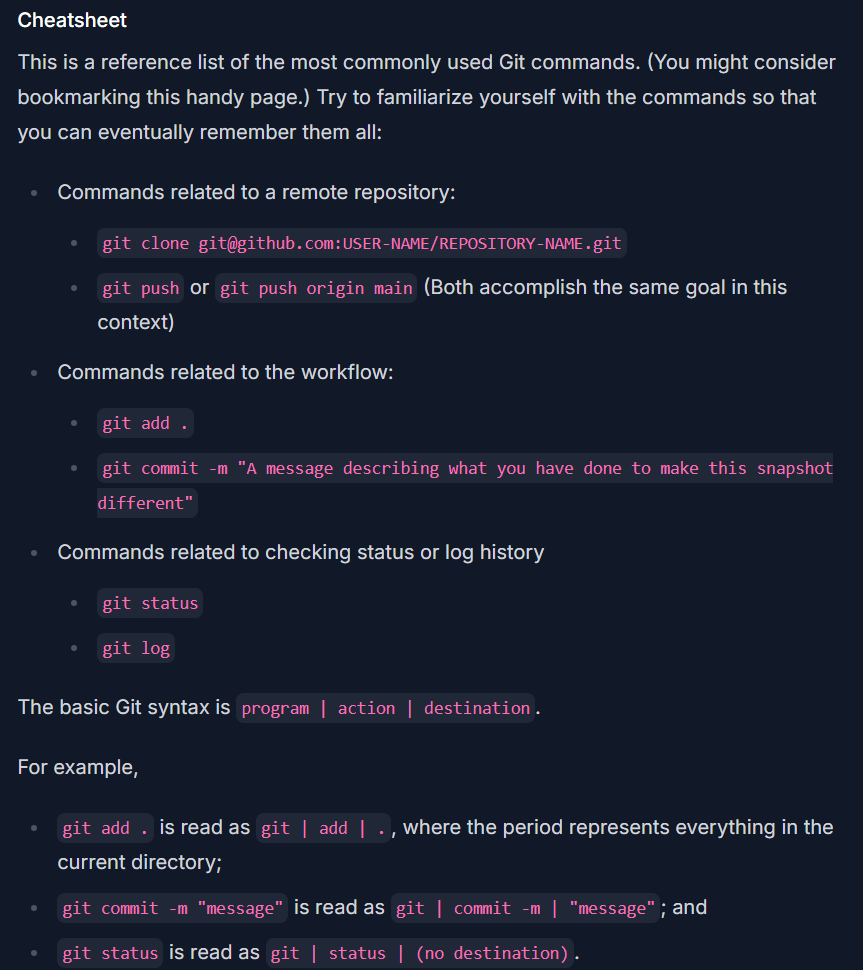 Cheatsheet
This is a reference list of the most commonly used Git commands. (You might consider
bookmarking this handy page.) Try to familiarize yourself with the commands so that
you can eventually remember them all:
Commands related to a remote repository:
git clone git@github.com:USER-NAME/REPOSITORY-NAME.git
git push or git push origin main (Both accomplish the same goal in this
context)
Commands related to the workflow:
git add .
git commit -m "A message describing what you have done to make this snapshot
different"
Commands related to checking status or log history
git status
git log
The basic Git syntax is program | action | destination.
For example,
git add . is read as git | add | ., where the period represents everything in the
current directory;
git commit -m "message" is read as git | commit -m | "message"; and
git status is read as git | status | (no destination).